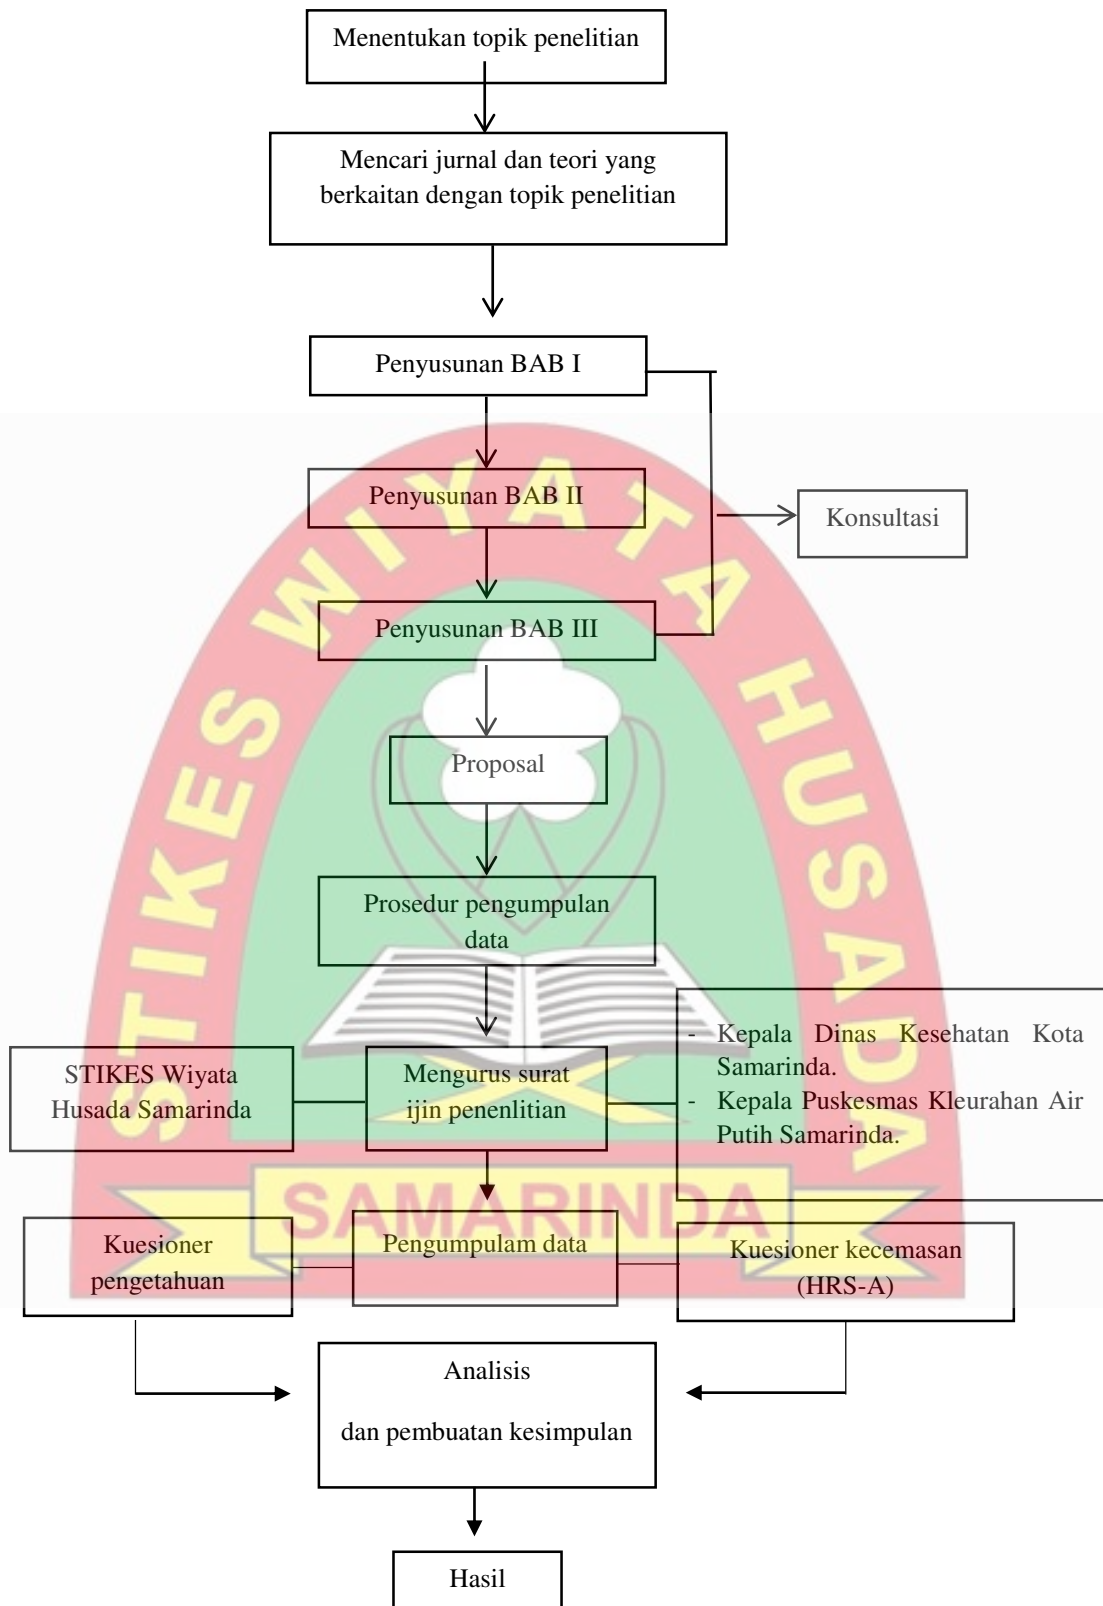 Menentukan topik penelitian
Mencari jurnal dan teori yang
berkaitan dengan topik penelitian
Penyusunan BAB I
Penyusunan BAB II
Konsultasi
Penyusunan BAB III
Proposal
Prosedur pengumpulan
data
STIKES Wiyata
Husada Samarinda
Mengurus surat
ijin penenlitian
- Kepala Dinas Kesehatan Kota
Samarinda.
- Kepala Puskesmas Kleurahan Air
Putih Samarinda.
Kuesioner
pengetahuan
Pengumpulam data
Kuesioner kecemasan
(HRS-A)
Analisis
dan pembuatan kesimpulan
Hasil
STIKES WIYATA HUSADA
SAMARINDA